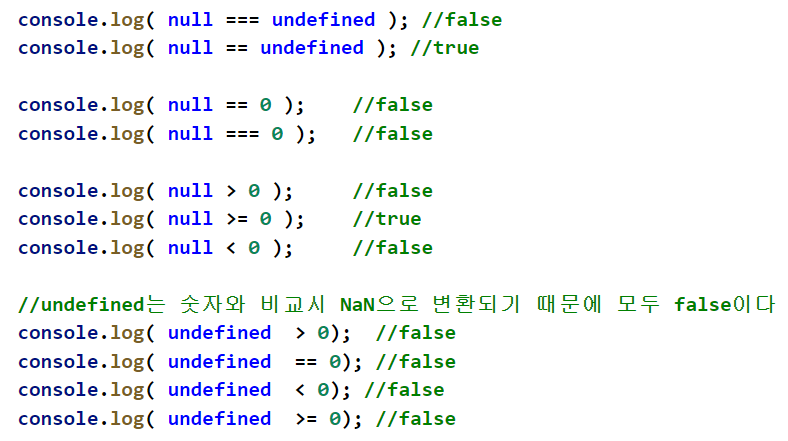 console.log( null === undefined ); //false
console.log( null == undefined ); //true
console.log( null == 0 );    //false
console.log( null === 0 );   //false
console.log( null > 0 );     //false
console.log( null >= 0 );    //true
console.log( null < 0 );     //false
//undefined는 숫자와 비교시 NaN으로 변환되기 때문에 모두 false이다
console.log( undefined  > 0);  //false
console.log( undefined  == 0); //false
console.log( undefined  < 0); //false
console.log( undefined  >= 0); //false